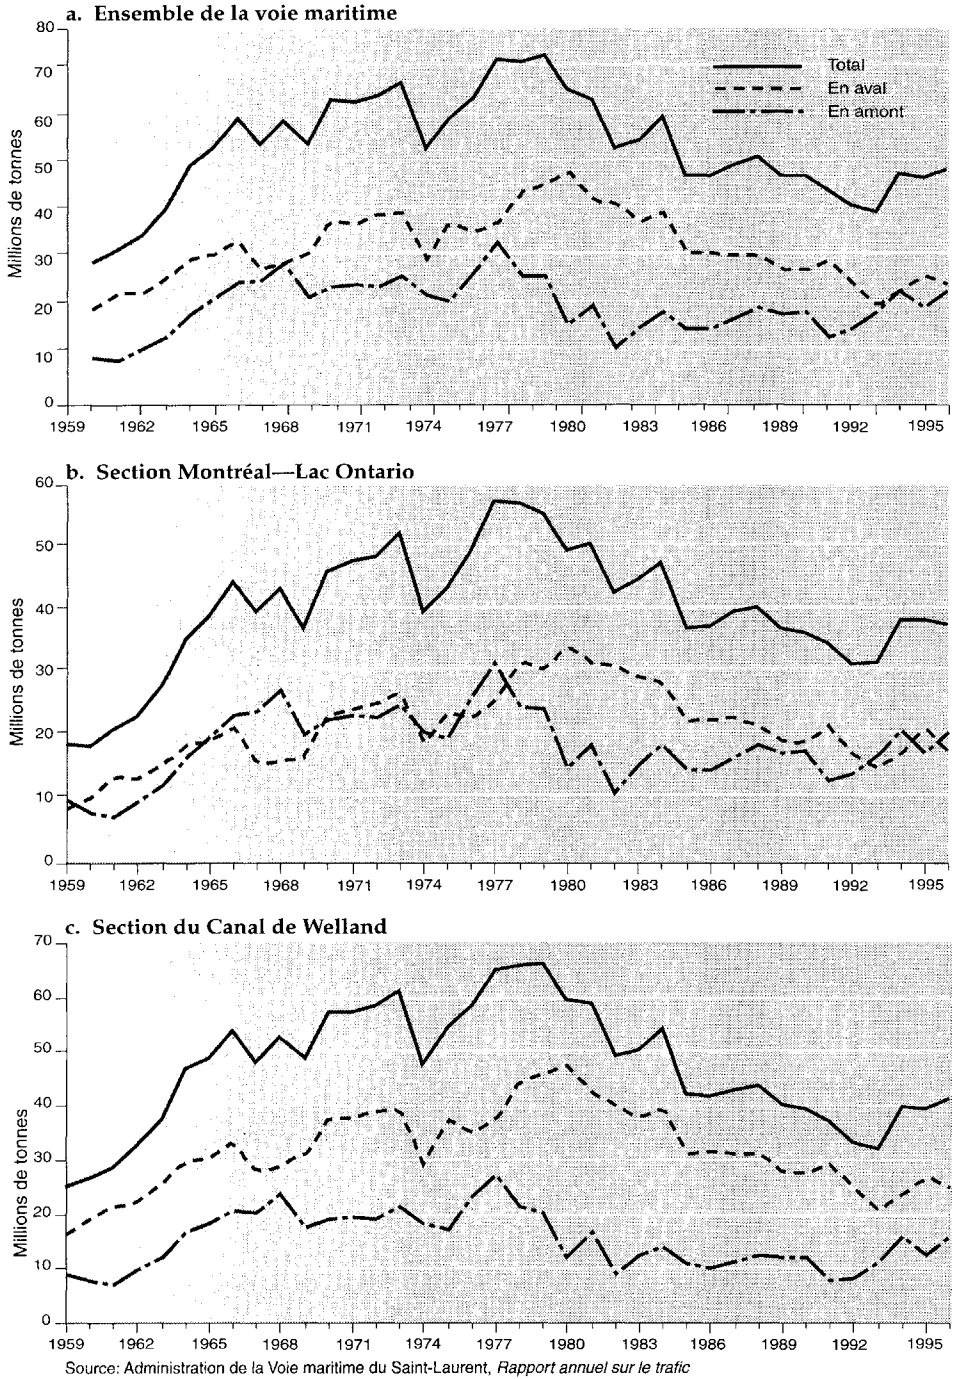 a. Ensemble de la voie maritime
80
70
60
50
40
30
20
10
0
Millions de tonnes
Total
En aval
En amont
1959 1962 1965 1968 1971 1974 1977 1980 1983 1986 1989 1992 1995
b. Section Montréal—Lac Ontario
60
50
40
30
20
10
0
Millions de tonnes
1959 1962 1965 1968 1971 1974 1977 1980 1983 1986 1989 1992 1995
c. Section du Canal de Welland
70
60
50
40
30
20
10
0
Millions de tonnes
1959 1962 1965 1968 1971 1974 1977 1980 1983 1986 1989 1992 1995
Source: Administration de la Voie maritime du Saint-Laurent, Rapport annuel sur le trafic